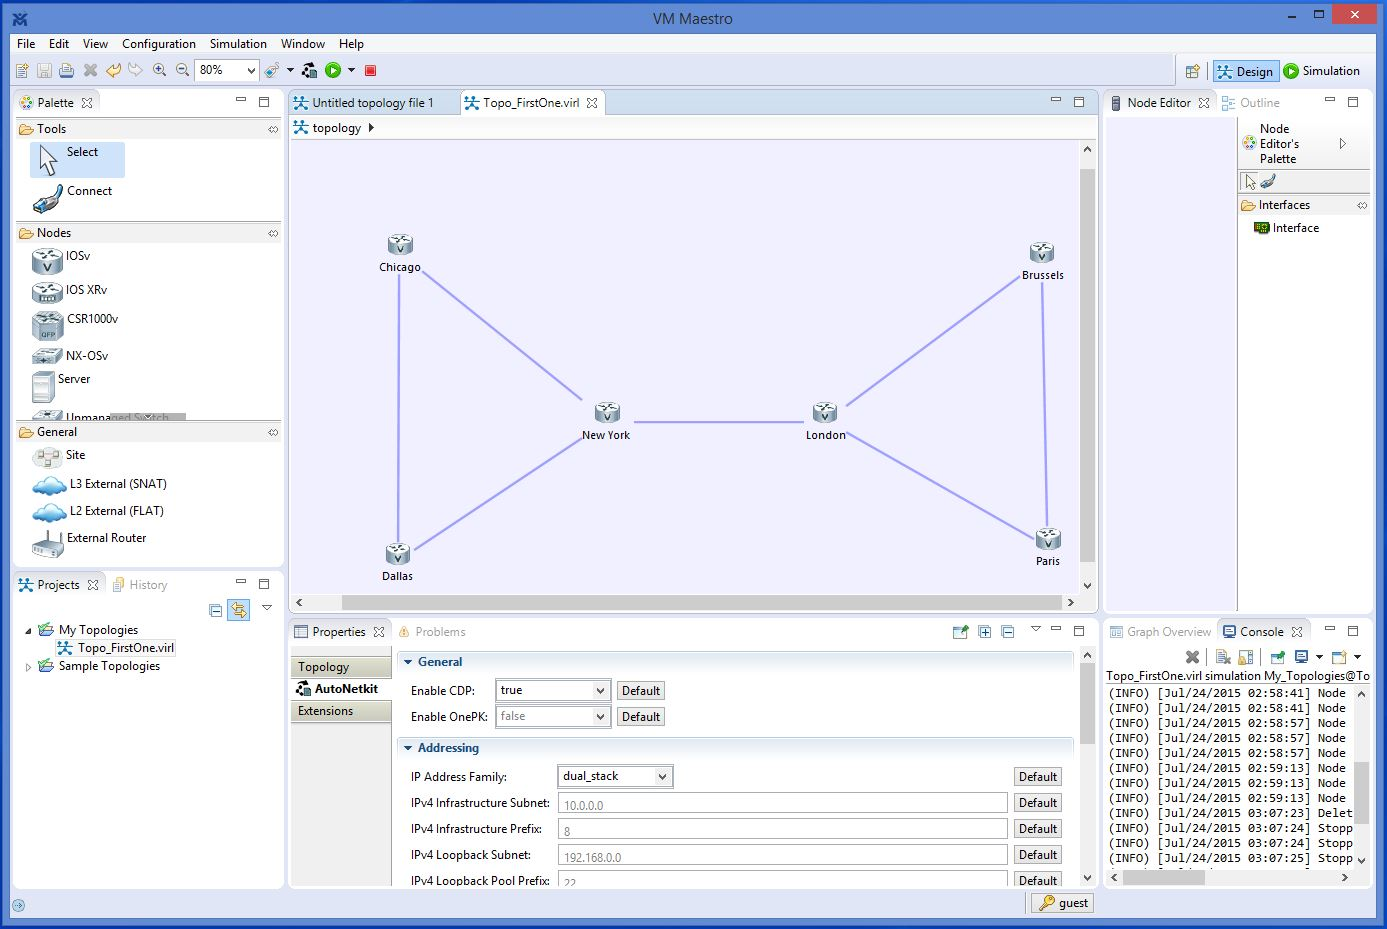 VM Maestro
File Edit View Configuration Simulation Window Help
80%
Design
Simulation
Palette
Tools
Select
Connect
Nodes
IOSv
IOS XRv
CSR1000v
QFP
NX-OSv
Server
Unmanaged Switch
General
Site
L3 External (SNAT)
L2 External (FLAT)
External Router
Projects
History
My Topologies
Topo_FirstOne.virl
Sample Topologies
Untitled topology file 1
Topo_FirstOne.virl
topology
Chicago
Brussels
New York
London
Dallas
Paris
Node Editor
Outline
Node
Editor's
Palette
Interfaces
Interface
Properties
Problems
Topology
AutoNetkit
Extensions
General
Enable CDP: true Default
Enable OnePK: false Default
Addressing
IP Address Family: dual_stack Default
IPv4 Infrastructure Subnet: 10.0.0.0 Default
IPv4 Infrastructure Prefix: 8 Default
IPv4 Loopback Subnet: 192.168.0.0 Default
IPv4 Loopback Pool Prefix: 22 Default
Graph Overview
Console
Topo_FirstOne.virl simulation My_Topologies@To
(INFO) [Jul/24/2015 02:58:41] Node
(INFO) [Jul/24/2015 02:58:41] Node
(INFO) [Jul/24/2015 02:58:57] Node
(INFO) [Jul/24/2015 02:58:57] Node
(INFO) [Jul/24/2015 02:58:57] Node
(INFO) [Jul/24/2015 02:59:13] Node
(INFO) [Jul/24/2015 02:59:13] Node
(INFO) [Jul/24/2015 02:59:13] Node
(INFO) [Jul/24/2015 03:07:23] Delet
(INFO) [Jul/24/2015 03:07:24] Stopp
(INFO) [Jul/24/2015 03:07:24] Stopp
(INFO) [Jul/24/2015 03:07:25] Stopp
guest